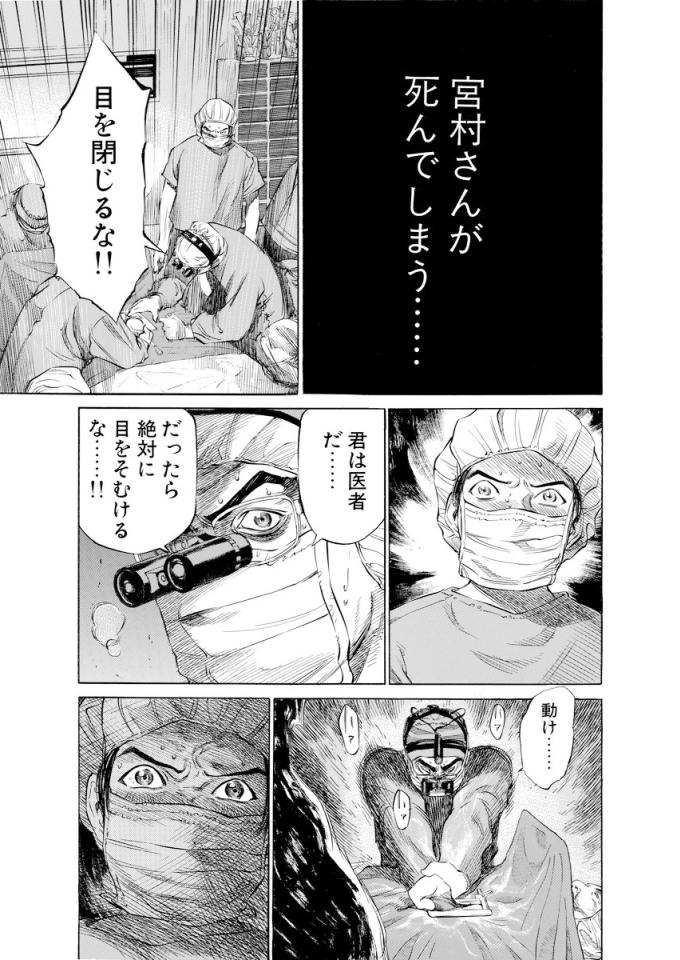 宮村さんが
死んでしまう……
目を閉じるな!!
君は医者
だ……
だったら
絶対に
目をそむける
な……!!
動け……
ハァ
ハァ
ハァ
ハァ